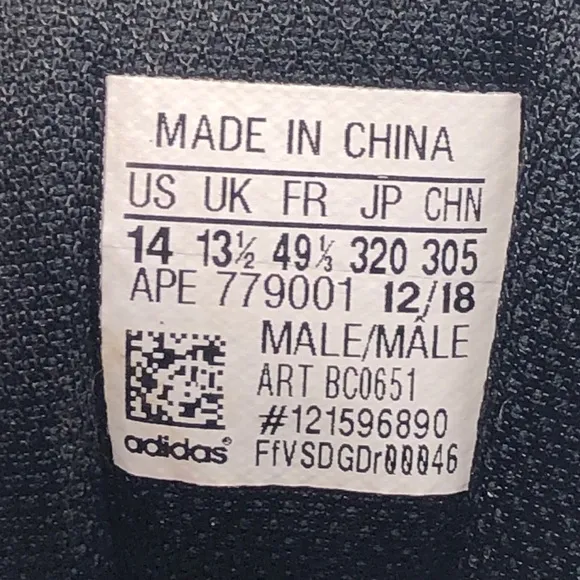 MADE IN CHINA
US UK FR JP CHN
14 13½ 49⅓ 320 305
APE 779001 12/18
MALE/MÂLE
ART BC0651
#121596890
adidas® FfVSDGDr00046